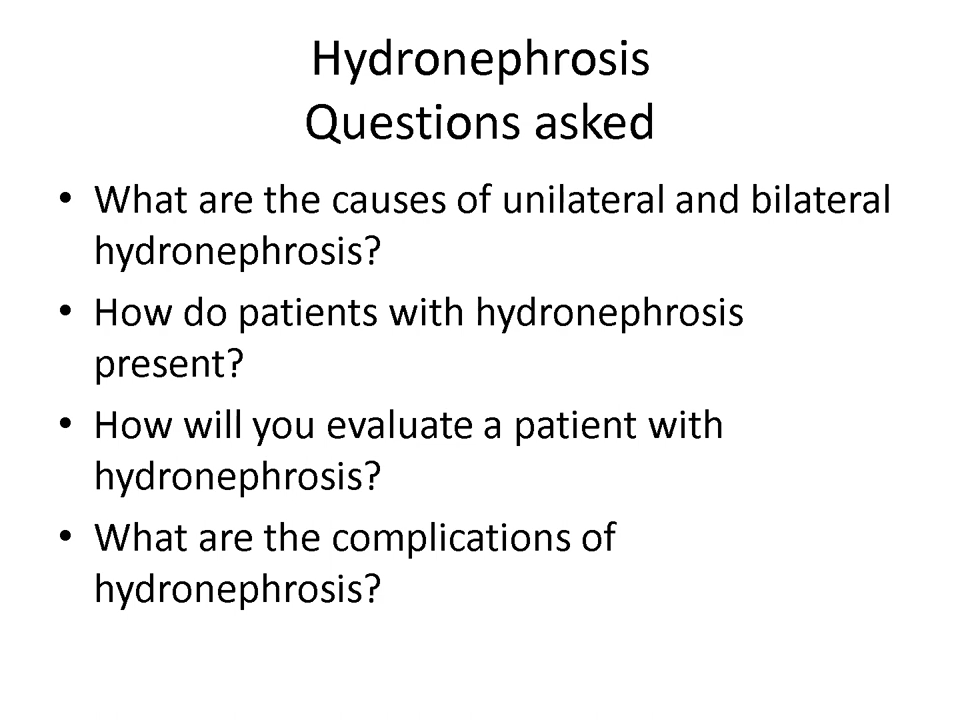 Hydronephrosis
Questions asked
• What are the causes of unilateral and bilateral
hydronephrosis?
• How do patients with hydronephrosis
present?
• How will you evaluate a patient with
hydronephrosis?
• What are the complications of
hydronephrosis?